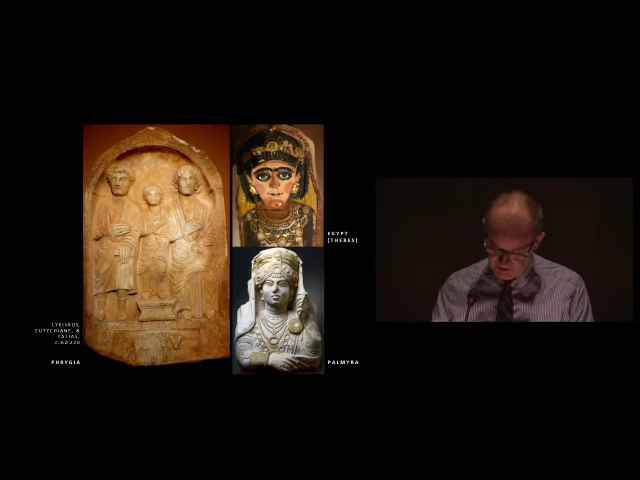 EGYPT
[THEBES]
LYKISKOS,
EUTYCHIANE, &
TATIAS,
C.AD 220
PHRYGIA
PALMYRA